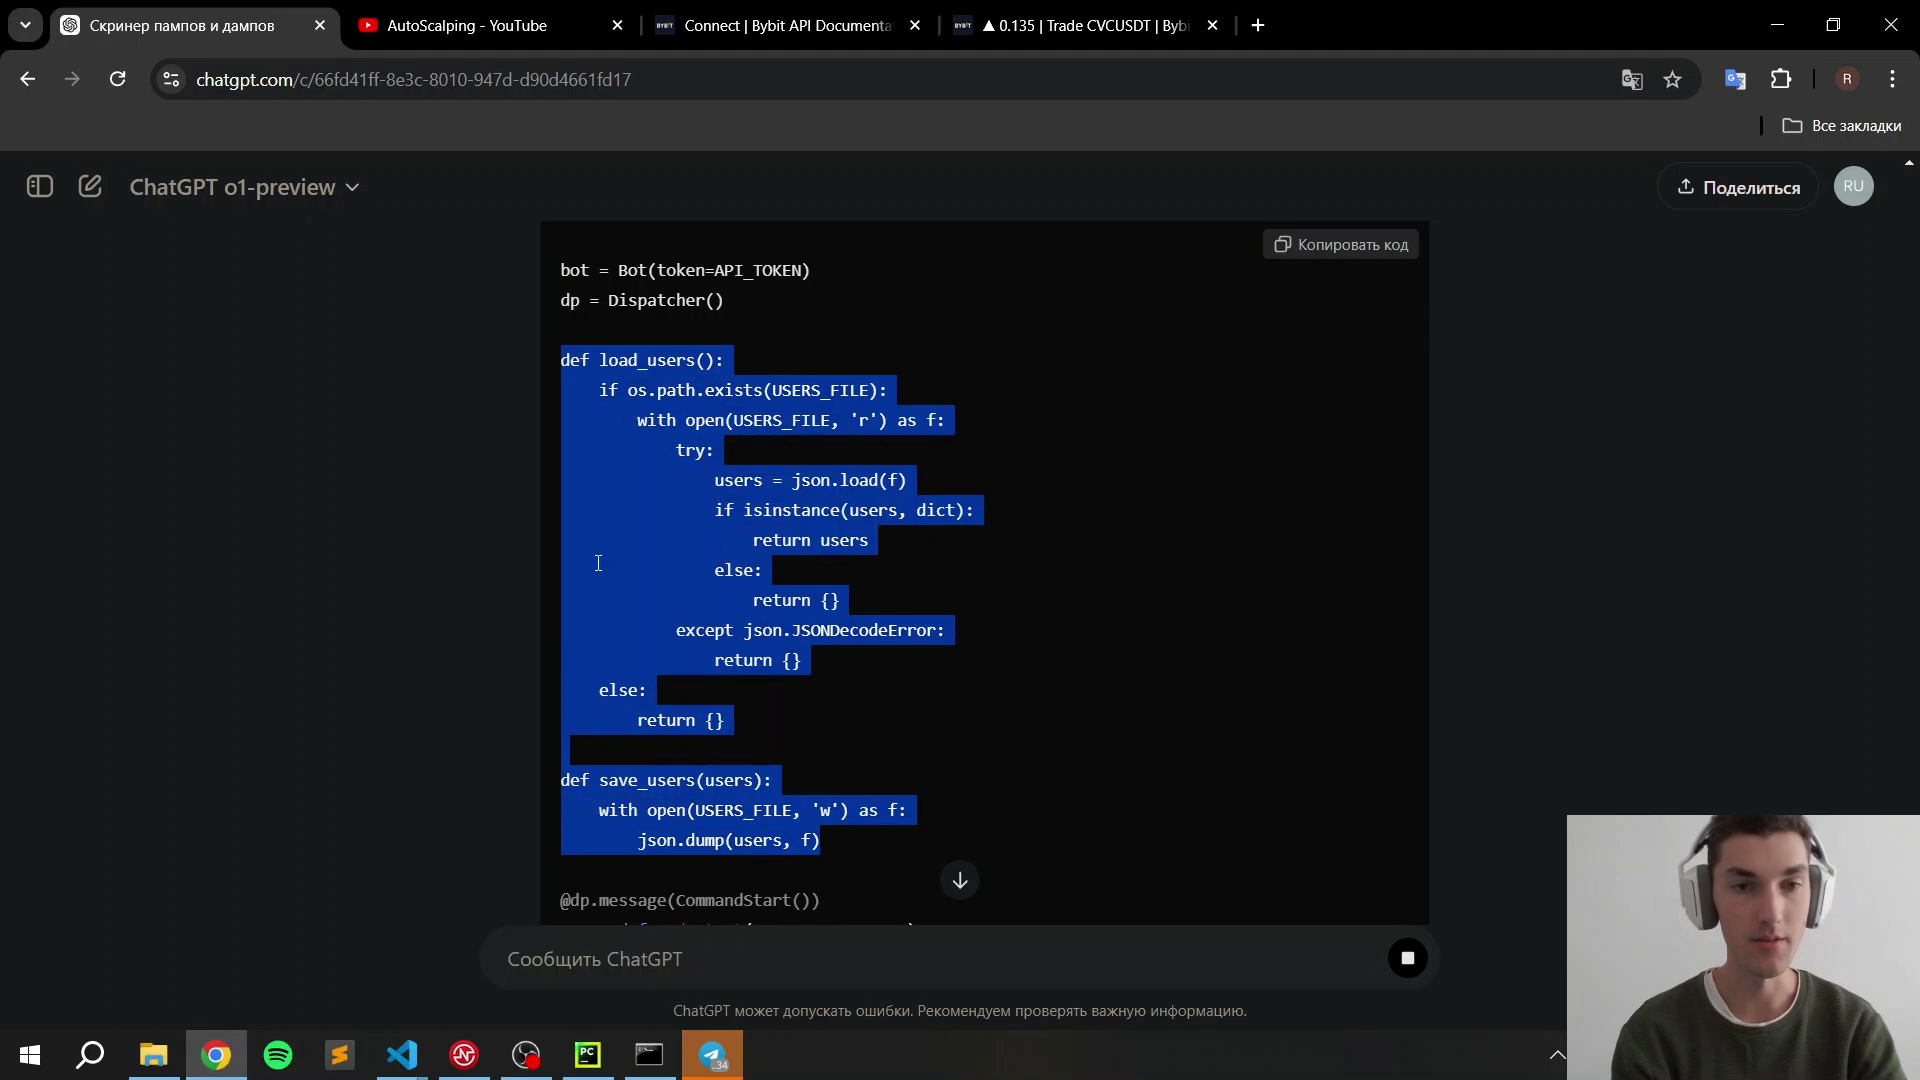 Скринер пампов и дампов
AutoScalping - YouTube
Connect | Bybit API Documenta
▲ 0.135 | Trade CVCUSDT | Byb
chatgpt.com/c/66fd41ff-8e3c-8010-947d-d90d4661fd17
R
Все закладки
ChatGPT o1-preview
Поделиться
RU
Копировать код
bot = Bot(token=API_TOKEN)
dp = Dispatcher()
def load_users():
if os.path.exists(USERS_FILE):
with open(USERS_FILE, 'r') as f:
try:
users = json.load(f)
if isinstance(users, dict):
return users
else:
return {}
except json.JSONDecodeError:
return {}
else:
return {}
def save_users(users):
with open(USERS_FILE, 'w') as f:
json.dump(users, f)
@dp.message(CommandStart())
Сообщить ChatGPT
ChatGPT может допускать ошибки. Рекомендуем проверять важную информацию.
PC
34